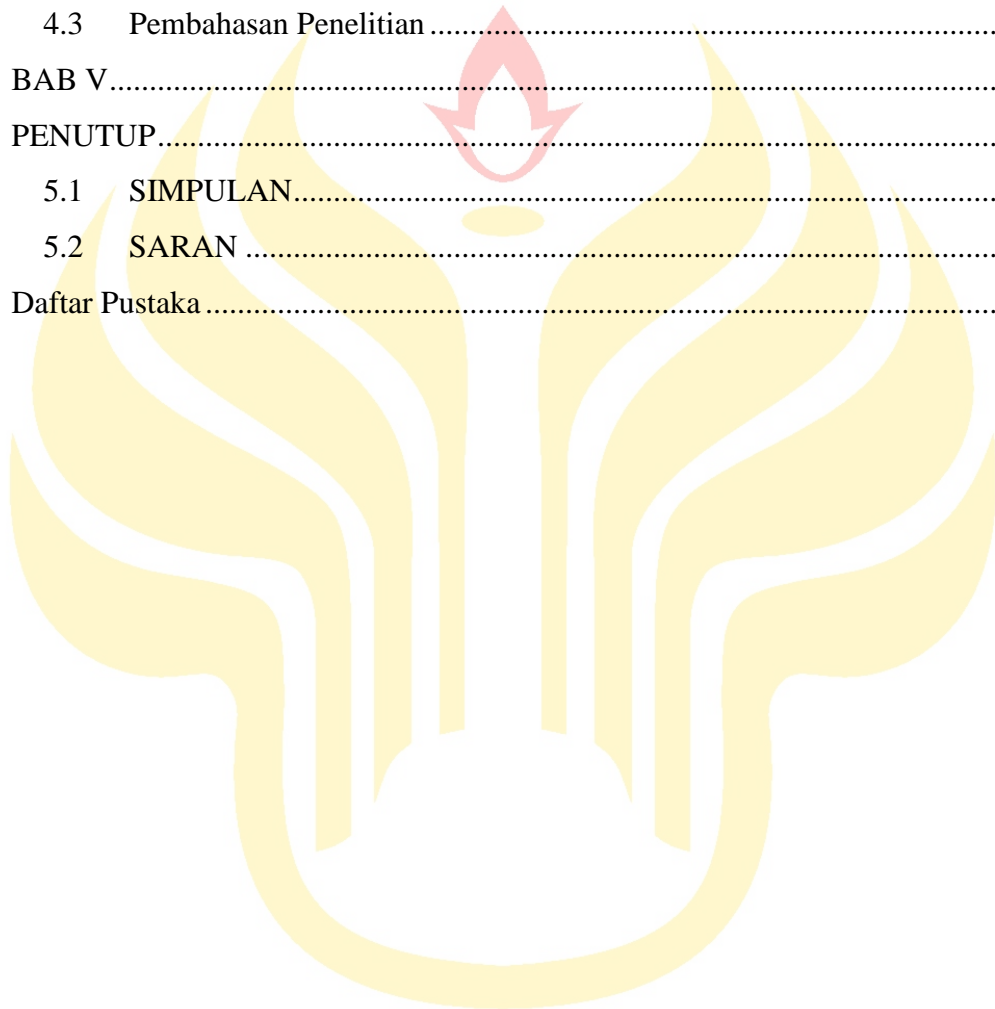 4.3 Pembahasan Penelitian ........................................................................
BAB V........................................................................
PENUTUP........................................................................
5.1 SIMPULAN........................................................................
5.2 SARAN ........................................................................
Daftar Pustaka ........................................................................